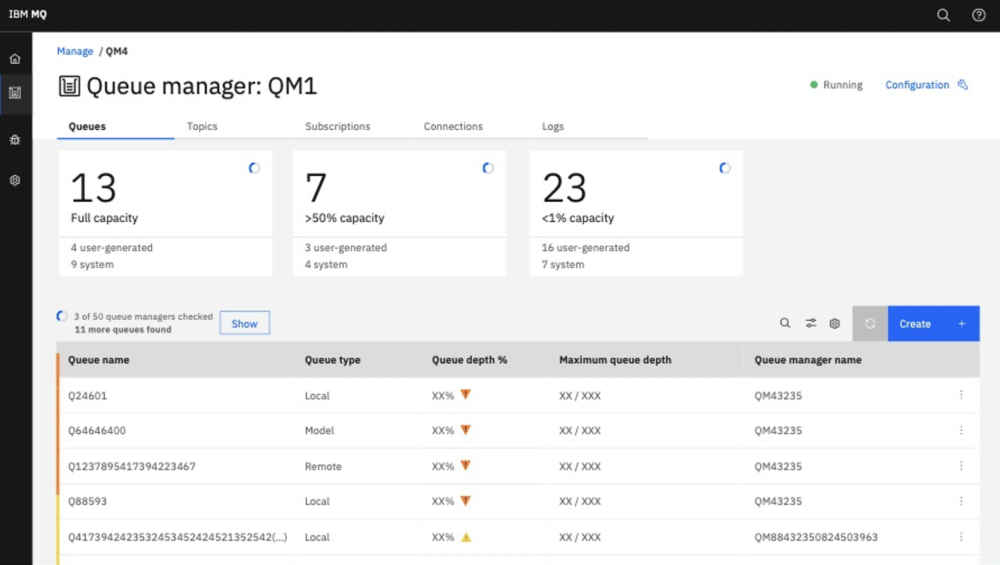 IBM MQ
Manage / QM4
Queue manager: QM1
Running
Configuration
Queues Topics Subscriptions Connections Logs
13 7 23
Full capacity >50% capacity <1% capacity
4 user-generated 3 user-generated 16 user-generated
9 system 4 system 7 system
3 of 50 queue managers checked
11 more queues found
Show
Create +
Queue name Queue type Queue depth % Maximum queue depth Queue manager name
Q24601 Local XX% XX / XXX QM43235
Q64646400 Model XX% XX / XXX QM43235
Q1237895417394223467 Remote XX% XX / XXX QM43235
Q88593 Local XX% XX / XXX QM43235
Q4173942423532453452424521352542(...) Local XX% XX / XXX QM88432350824503963